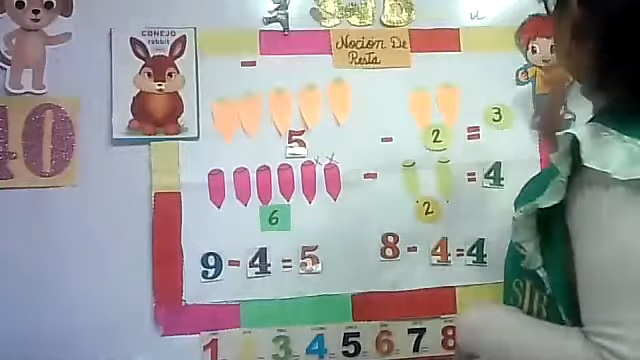 CONEJO
rabbit
Noción De
Resta
-
5 - 2 = 3
6 - 2 = 4
9 - 4 = 5
8 - 4 = 4
40
1 3 4 5 6 7 8